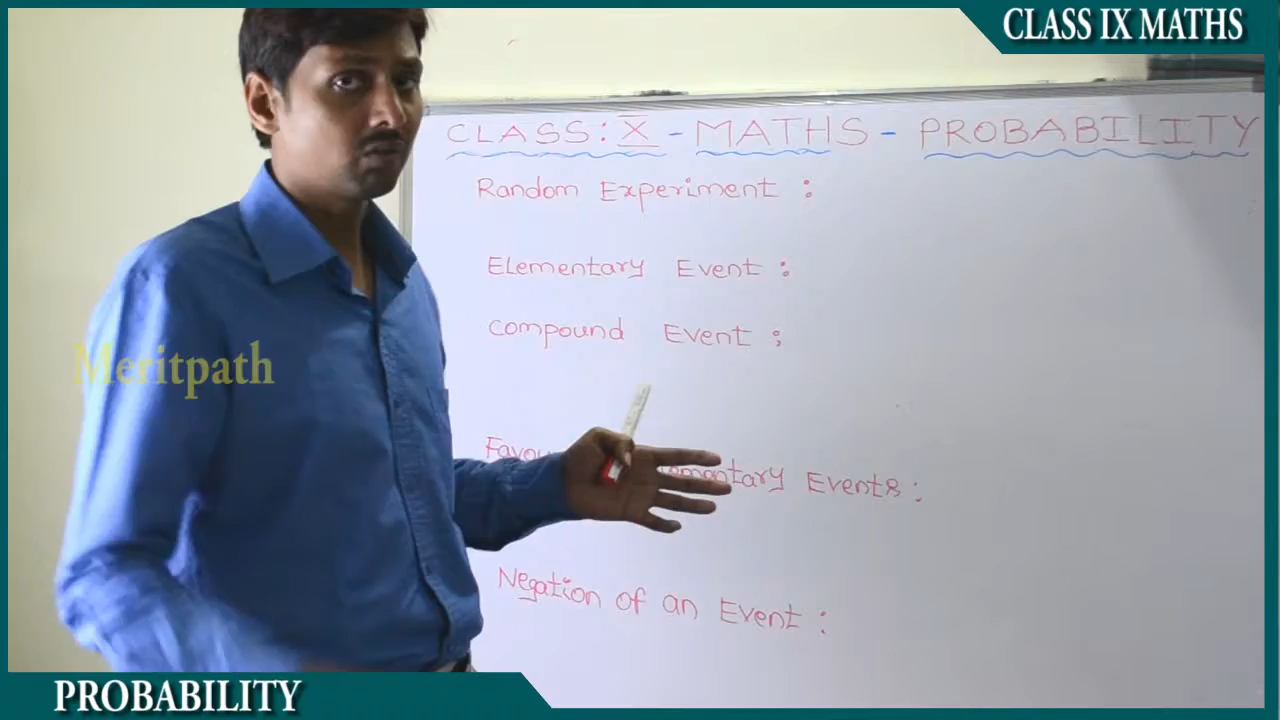 CLASS IX MATHS
CLASS: X - MATHS - PROBABILITY
Random Experiment :
Elementary Event :
Compound Event ;
Events :
Negation of an Event :
Meritpath
PROBABILITY